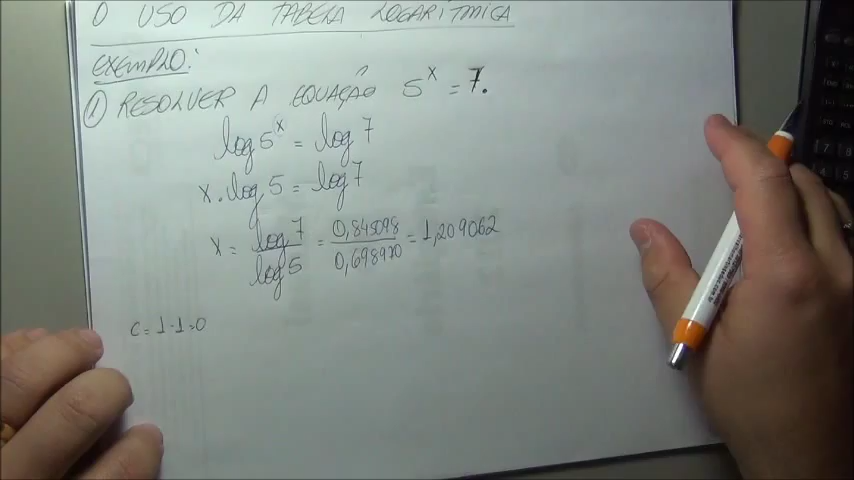 O USO DA TABELA LOGARÍTMICA
EXEMPLO:
① RESOLVER A EQUAÇÃO 5^x = 7.
log 5^x = log 7
x . log 5 = log 7
x = log 7 / log 5 = 0,845098 / 0,698970 = 1,209062
C = 1 - 1 = 0